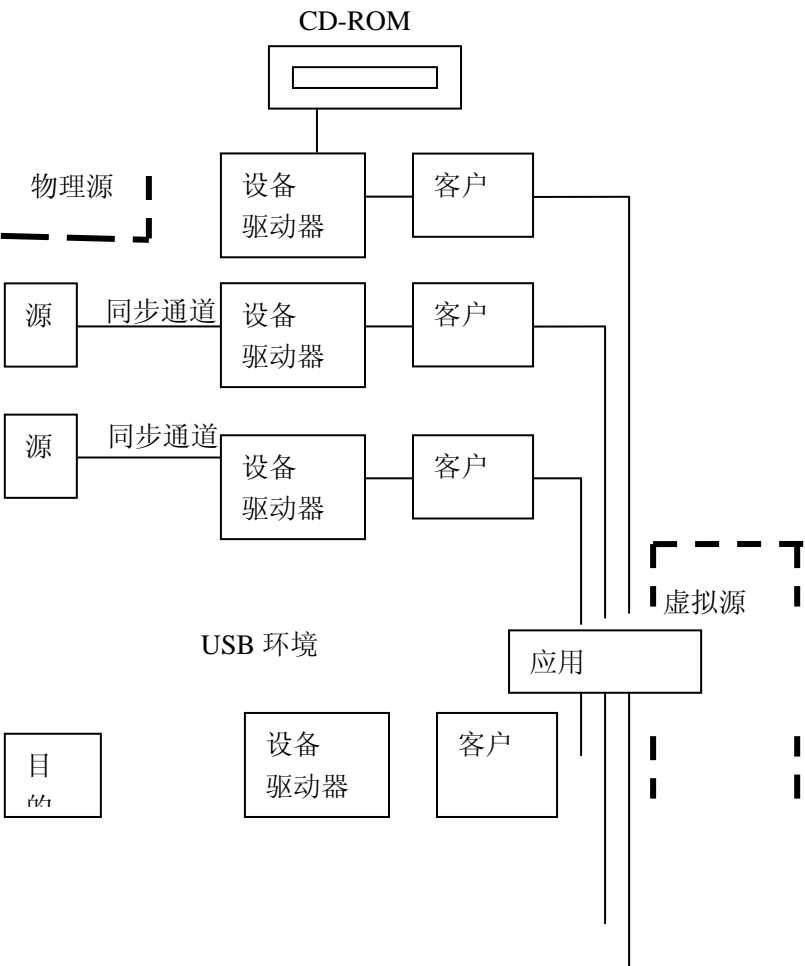 CD-ROM
物理源
设备
驱动器
客户
源
同步通道
设备
驱动器
客户
源
同步通道
设备
驱动器
客户
虚拟源
USB 环境
应用
目
设备
驱动器
客户